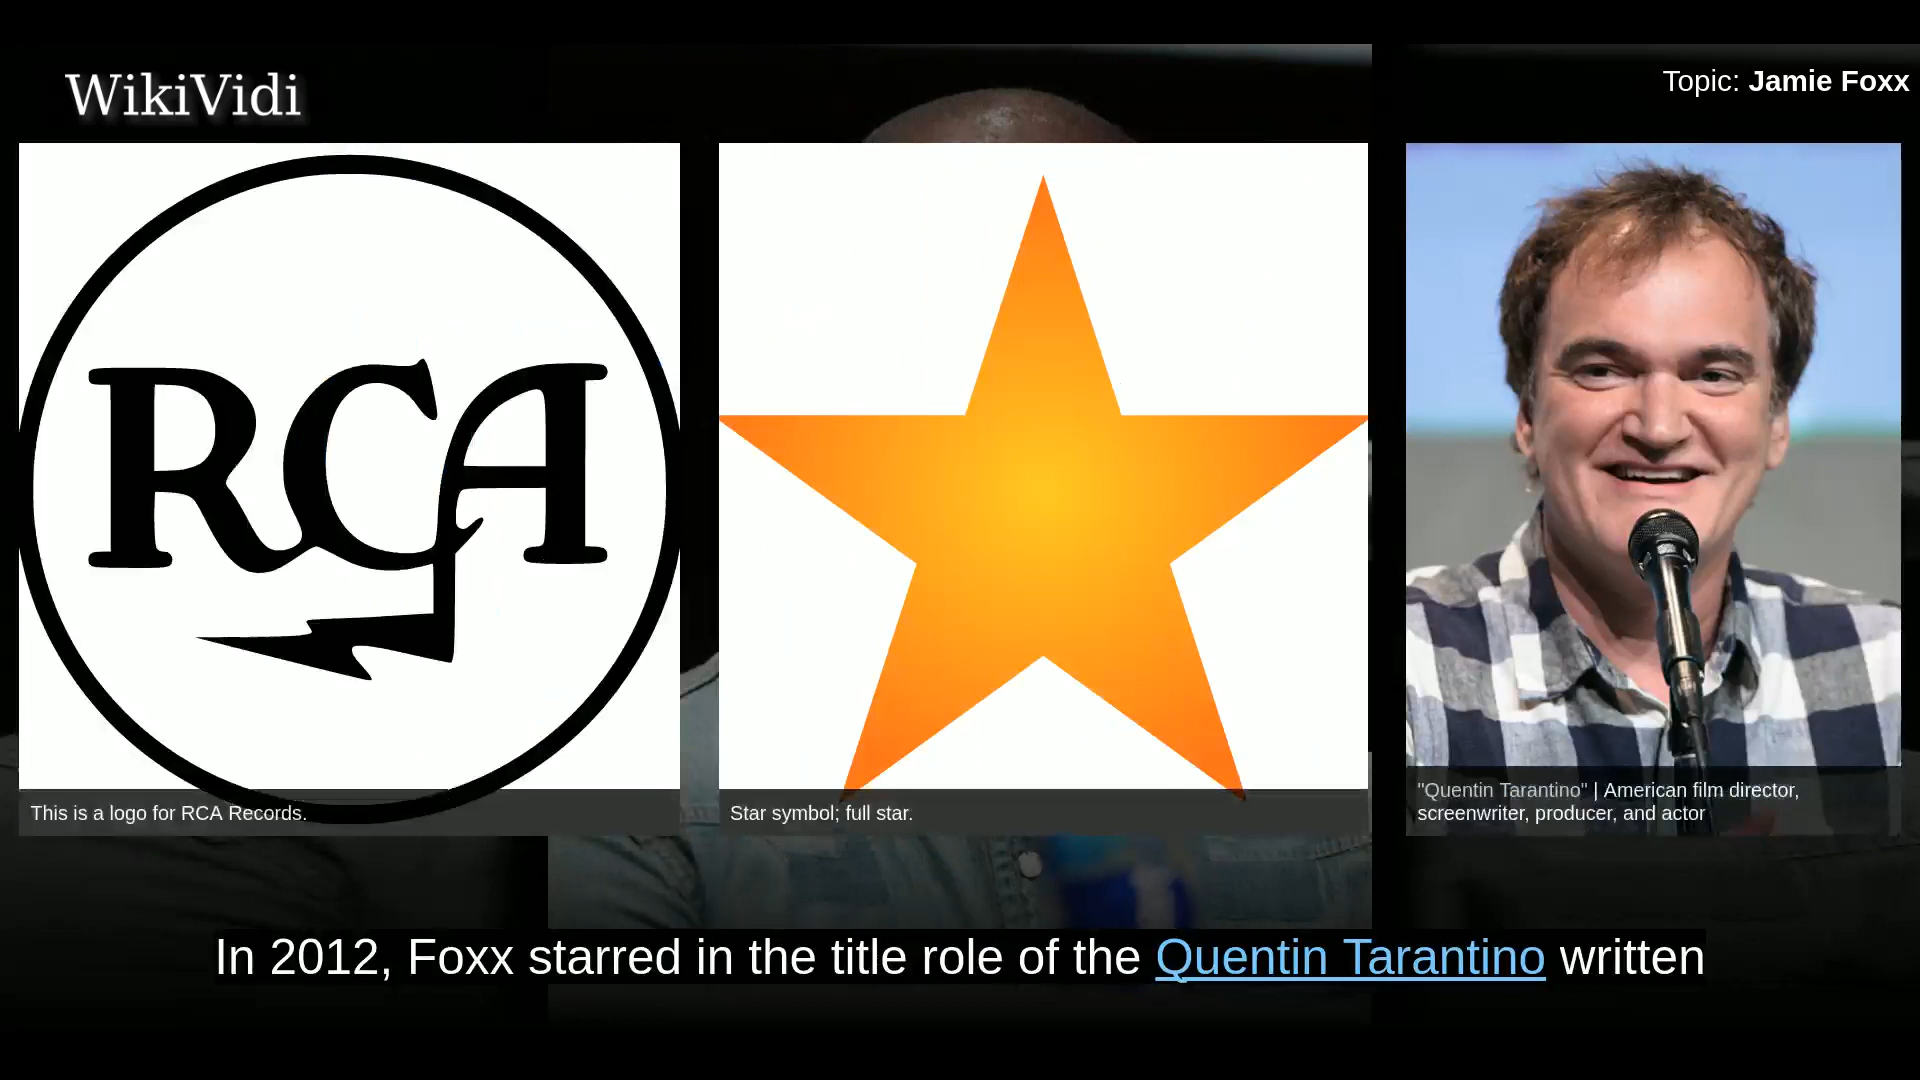 WikiVidi
Topic: Jamie Foxx
RCA
This is a logo for RCA Records.
Star symbol; full star.
"Quentin Tarantino" | American film director,
screenwriter, producer, and actor
In 2012, Foxx starred in the title role of the Quentin Tarantino written